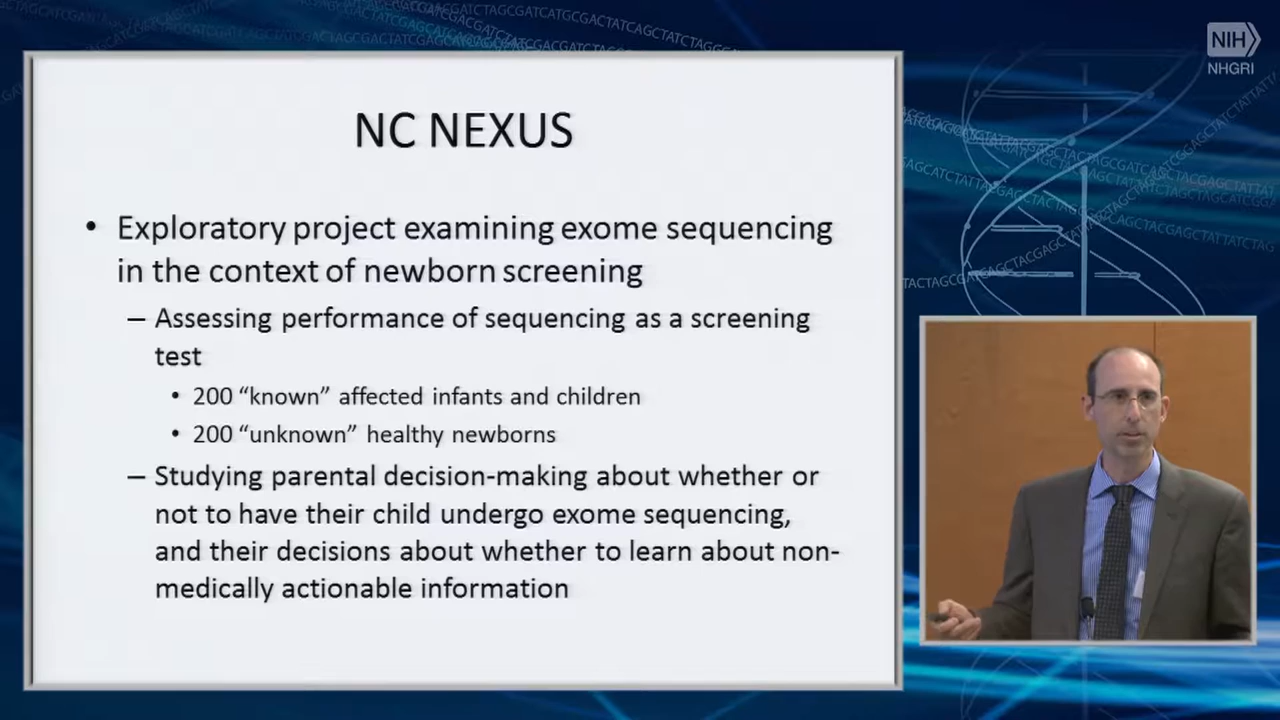 NIH
NHGRI
NC NEXUS
• Exploratory project examining exome sequencing
in the context of newborn screening
– Assessing performance of sequencing as a screening
test
• 200 “known” affected infants and children
• 200 “unknown” healthy newborns
– Studying parental decision-making about whether or
not to have their child undergo exome sequencing,
and their decisions about whether to learn about non-
medically actionable information